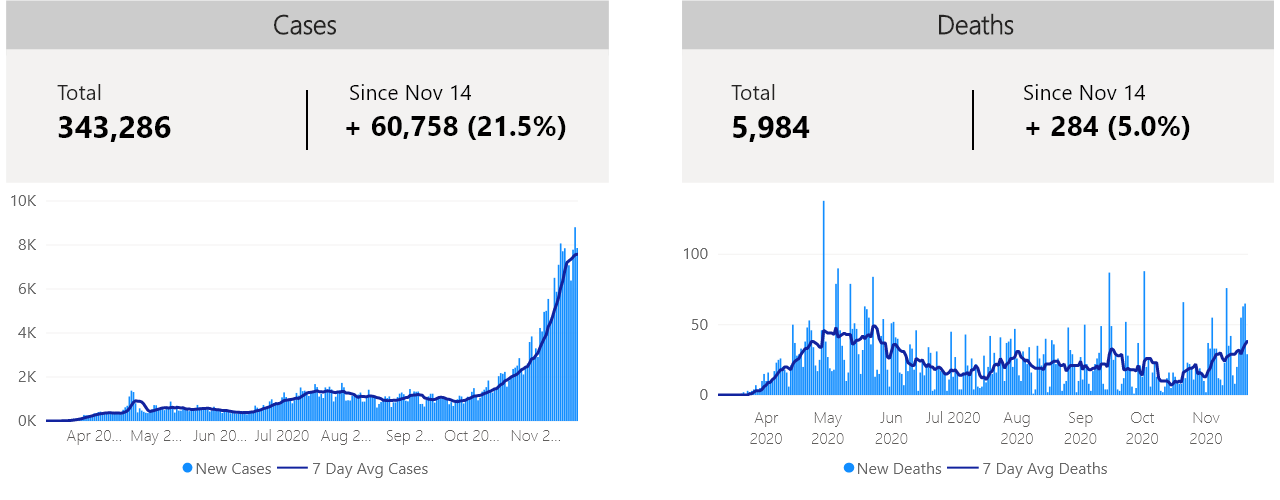 Cases
Total
343,286
Since Nov 14
+ 60,758 (21.5%)
10K
8K
6K
4K
2K
0K
Apr 20... May 2... Jun 20... Jul 2020 Aug 2... Sep 2... Oct 20... Nov 2...
New Cases 7 Day Avg Cases
Deaths
Total
5,984
Since Nov 14
+ 284 (5.0%)
100
50
0
Apr 2020 May 2020 Jun 2020 Jul 2020 Aug 2020 Sep 2020 Oct 2020 Nov 2020
New Deaths 7 Day Avg Deaths